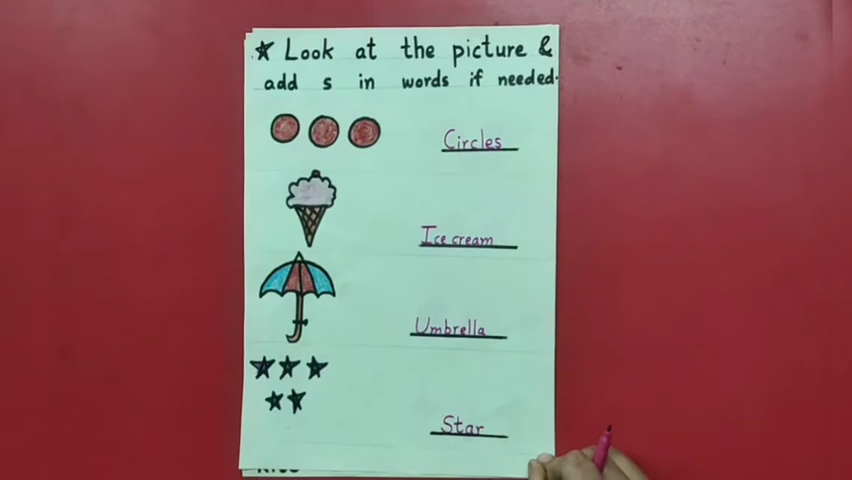 Look at the picture &
add s in words if needed.
Circles
Ice cream
Umbrella
Star